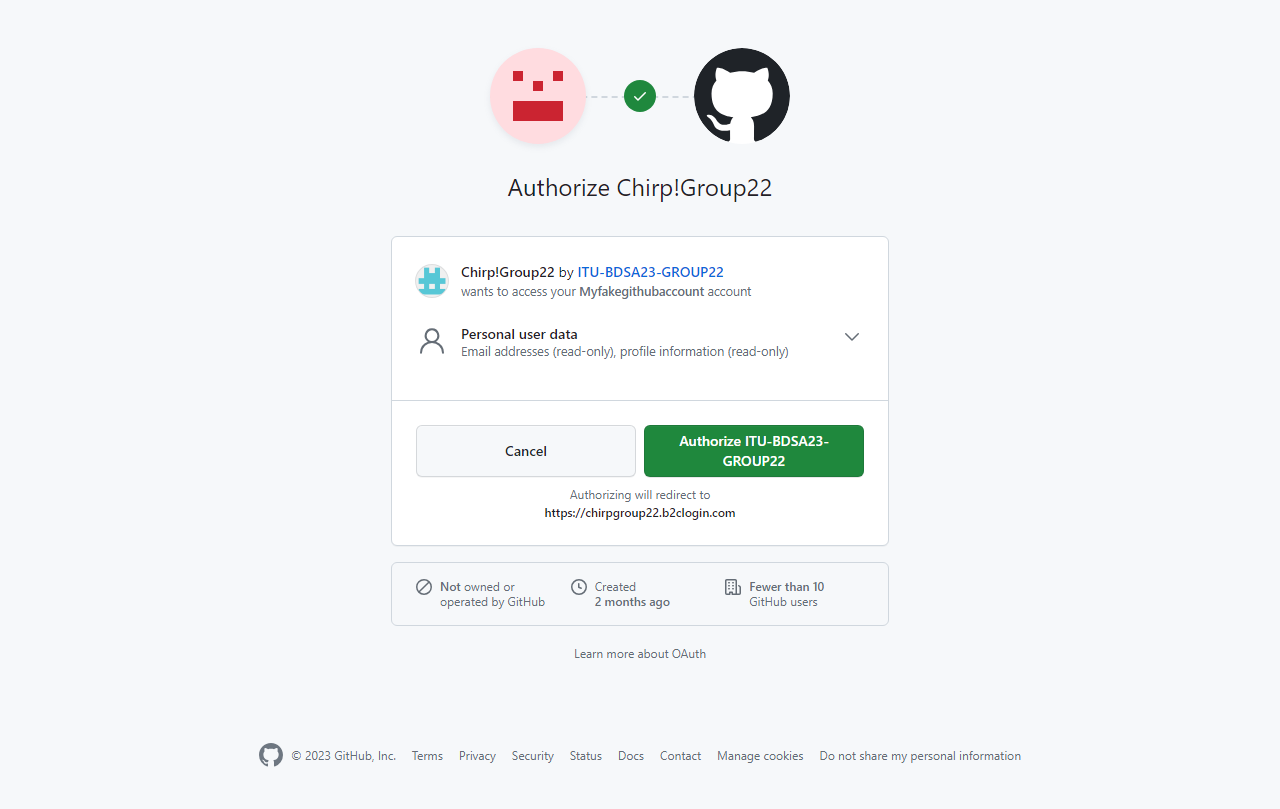 Authorize Chirp!Group22
Chirp!Group22 by ITU-BDSA23-GROUP22
wants to access your Myfakegithubaccount account
Personal user data
Email addresses (read-only), profile information (read-only)
Cancel
Authorize ITU-BDSA23-
GROUP22
Authorizing will redirect to
https://chirpgroup22.b2clogin.com
Not owned or
operated by GitHub
Created
2 months ago
Fewer than 10
GitHub users
Learn more about OAuth
© 2023 GitHub, Inc. Terms Privacy Security Status Docs Contact Manage cookies Do not share my personal information